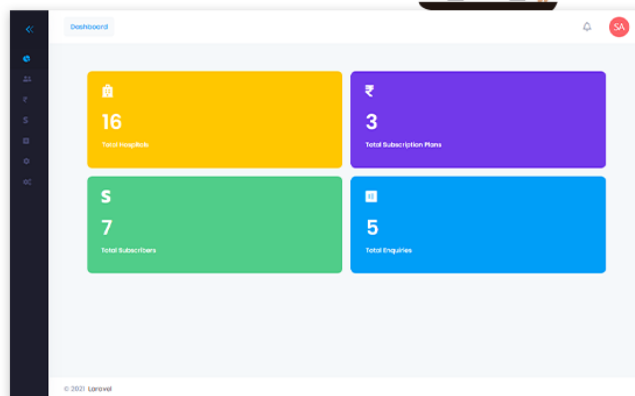 Dashboard
SA
₹
16
Total Hospitals
3
Total Subscription Plans
S
7
Total Subscribers
5
Total Enquiries
© 2021 Laravel